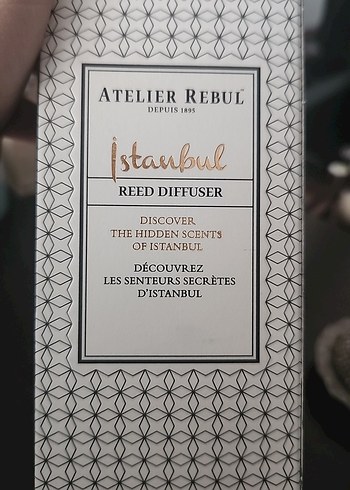 ATELIER REBUL
DEPUIS 1895
İstanbul
REED DIFFUSER
DISCOVER
THE HIDDEN SCENTS
OF ISTANBUL
DÉCOUVREZ
LES SENTEURS SECRÈTES
D'ISTANBUL